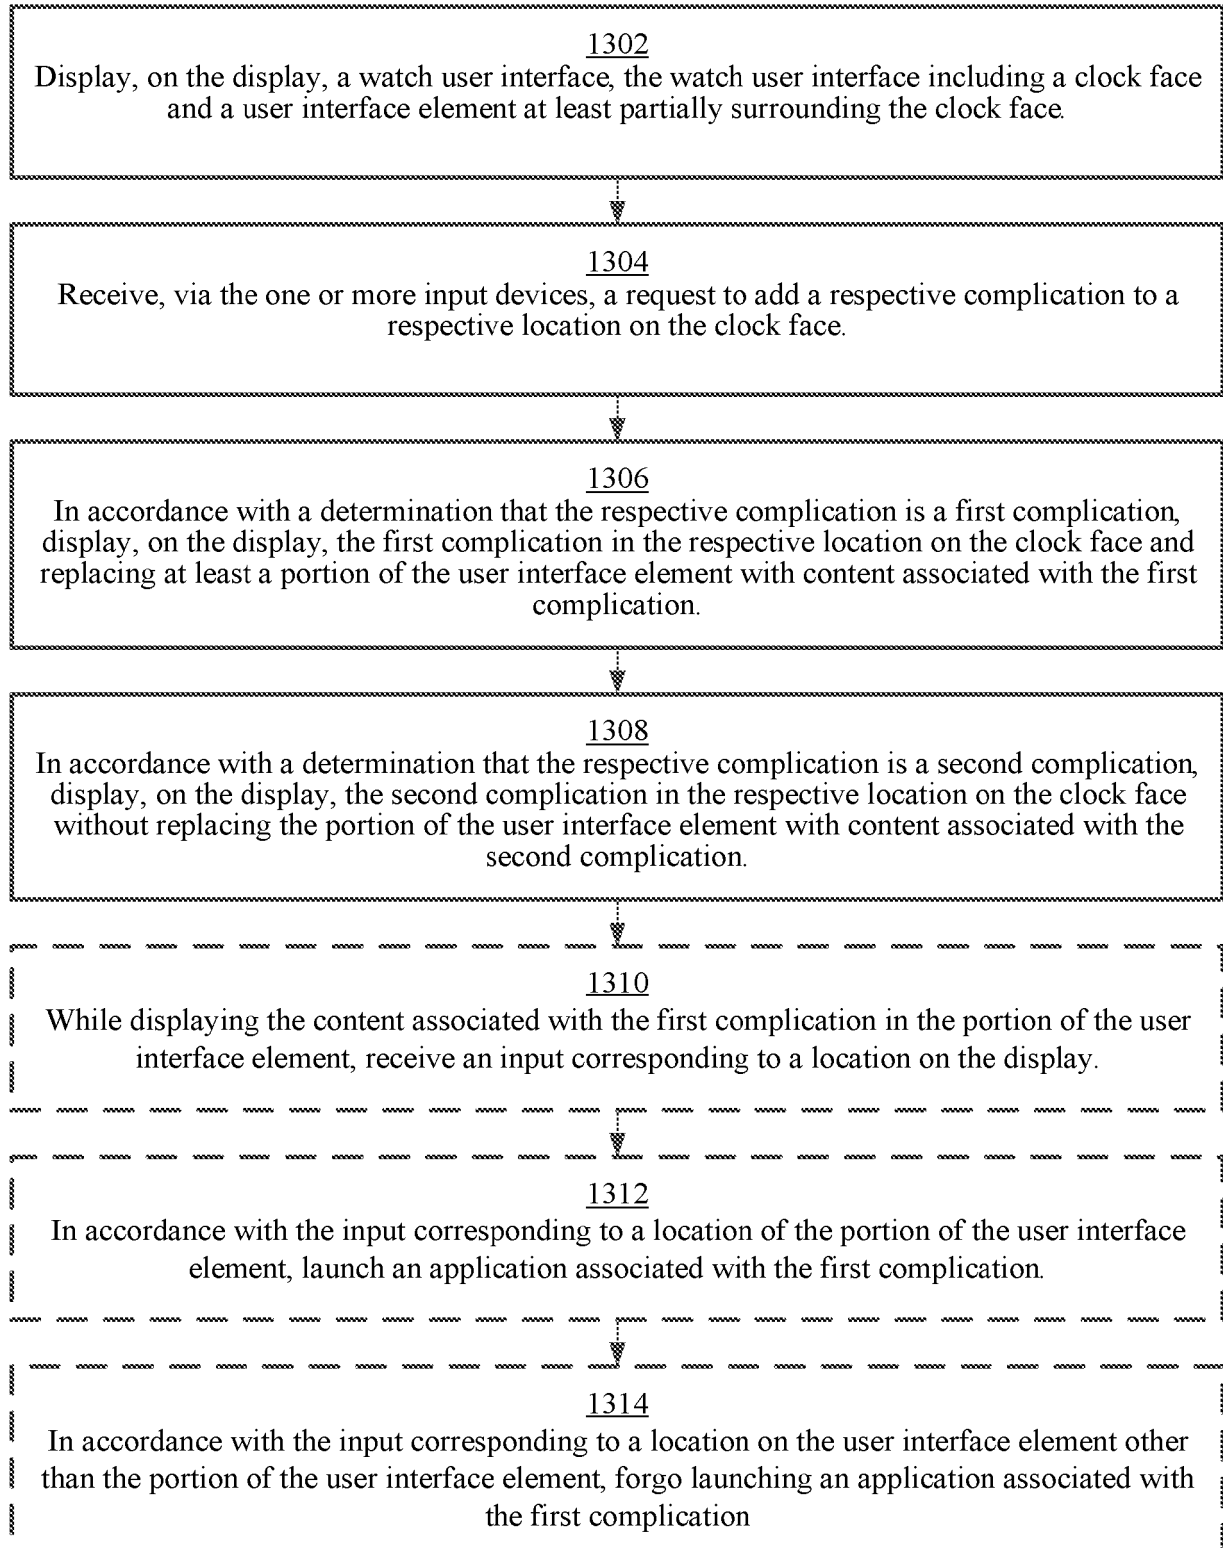 1302
Display, on the display, a watch user interface, the watch user interface including a clock face
and a user interface element at least partially surrounding the clock face.
1304
Receive, via the one or more input devices, a request to add a respective complication to a
respective location on the clock face.
1306
In accordance with a determination that the respective complication is a first complication,
display, on the display, the first complication in the respective location on the clock face and
replacing at least a portion of the user interface element with content associated with the first
complication.
1308
In accordance with a determination that the respective complication is a second complication,
display, on the display, the second complication in the respective location on the clock face
without replacing the portion of the user interface element with content associated with the
second complication.
1310
While displaying the content associated with the first complication in the portion of the user
interface element, receive an input corresponding to a location on the display.
1312
In accordance with the input corresponding to a location of the portion of the user interface
element, launch an application associated with the first complication.
1314
In accordance with the input corresponding to a location on the user interface element other
than the portion of the user interface element, forgo launching an application associated with
the first complication